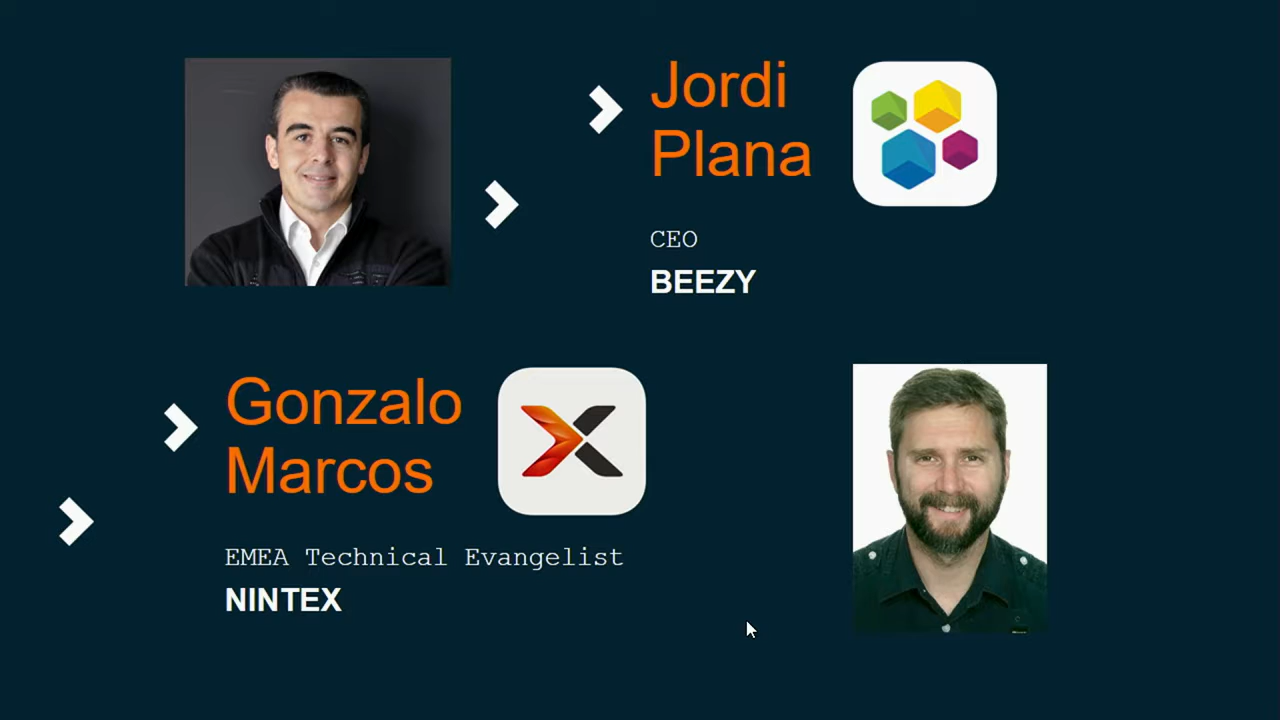 Jordi
Plana
CEO
BEEZY
Gonzalo
Marcos
EMEA Technical Evangelist
NINTEX